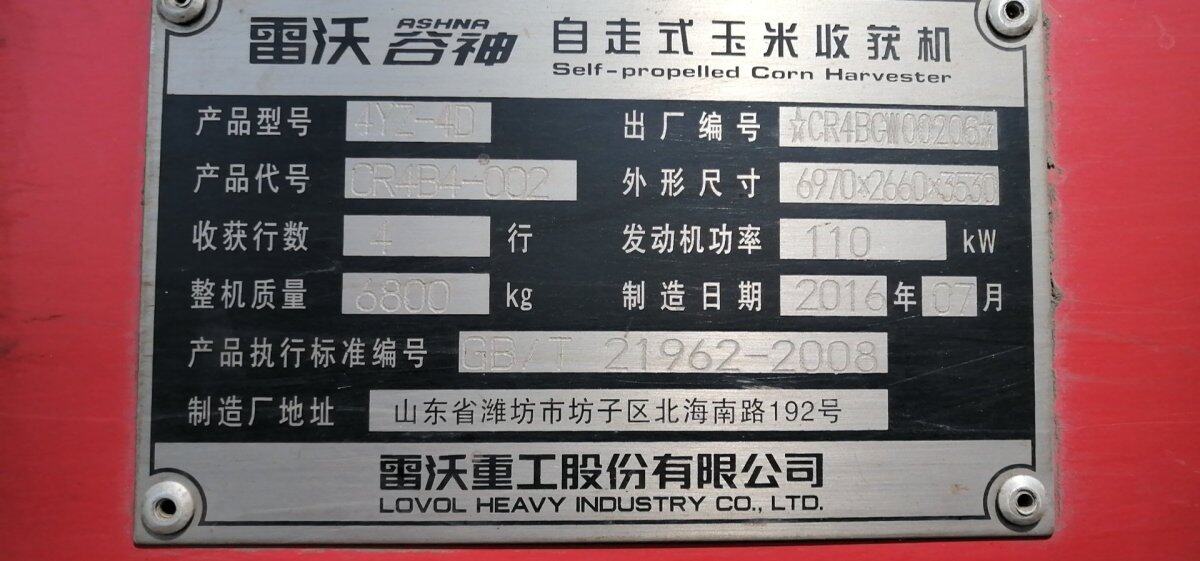 雷沃 ASHNA 谷神 自走式玉米收获机
Self-propelled Corn Harvester
产品型号 4YZ-4D 出厂编号 ☆CR4BGW00206☆
产品代号 CR4B4-002 外形尺寸 6970×2660×3530
收获行数 4 行 发动机功率 110 kW
整机质量 6800 kg 制造日期 2016 年 07 月
产品执行标准编号 GB/T 21962-2008
制造厂地址 山东省潍坊市坊子区北海南路192号
雷沃重工股份有限公司
LOVOL HEAVY INDUSTRY CO., LTD.